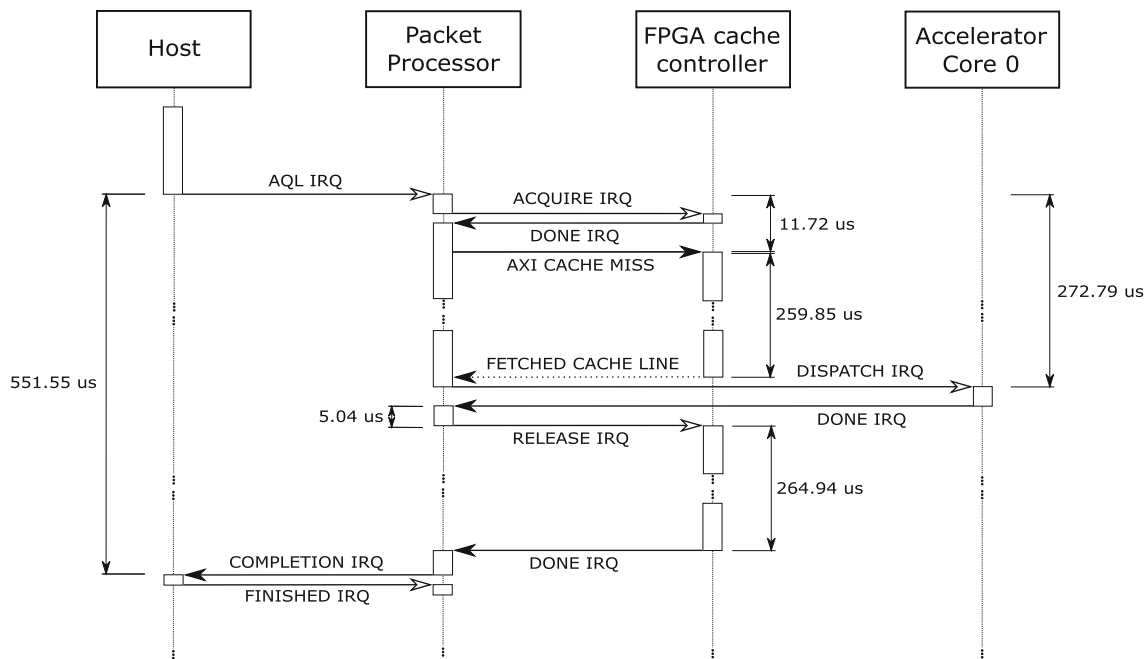 Host
Packet
Processor
FPGA cache
controller
Accelerator
Core 0
AQL IRQ
ACQUIRE IRQ
11.72 us
DONE IRQ
AXI CACHE MISS
272.79 us
259.85 us
FETCHED CACHE LINE
DISPATCH IRQ
551.55 us
5.04 us
DONE IRQ
RELEASE IRQ
264.94 us
COMPLETION IRQ
DONE IRQ
FINISHED IRQ